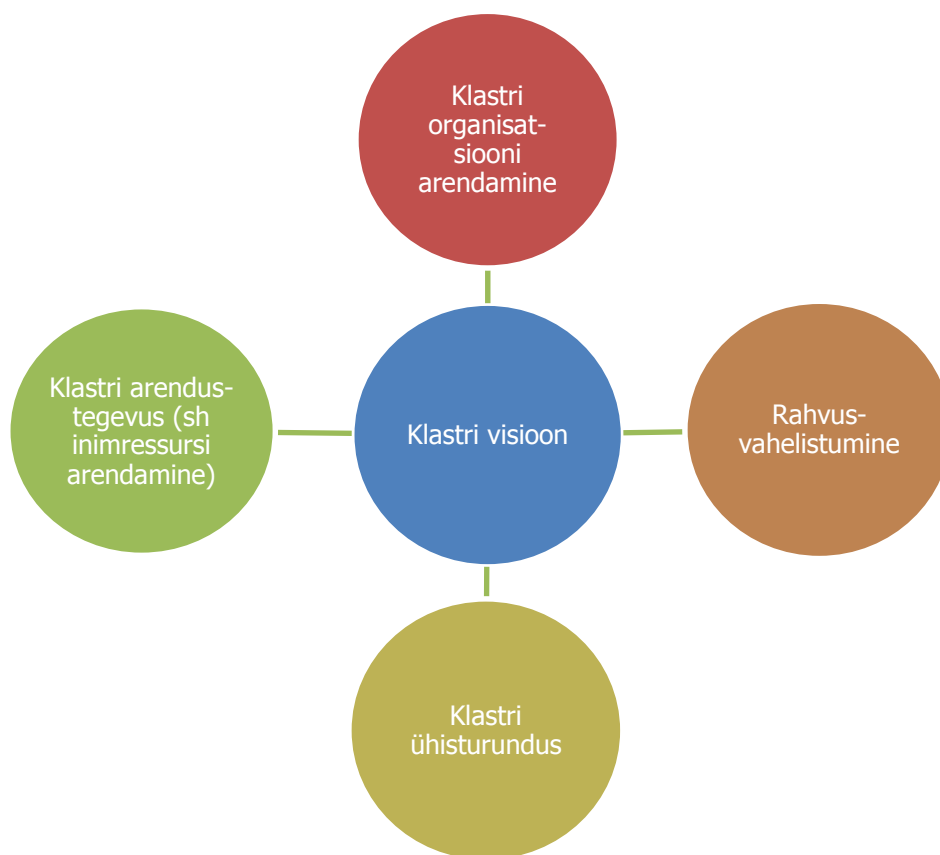 Klastri
organisat-
siooni
arendamine
Klastri arendus-
tegevus (sh
inimressursi
arendamine)
Klastri visioon
Rahvus-
vahelistumine
Klastri
ühisturundus